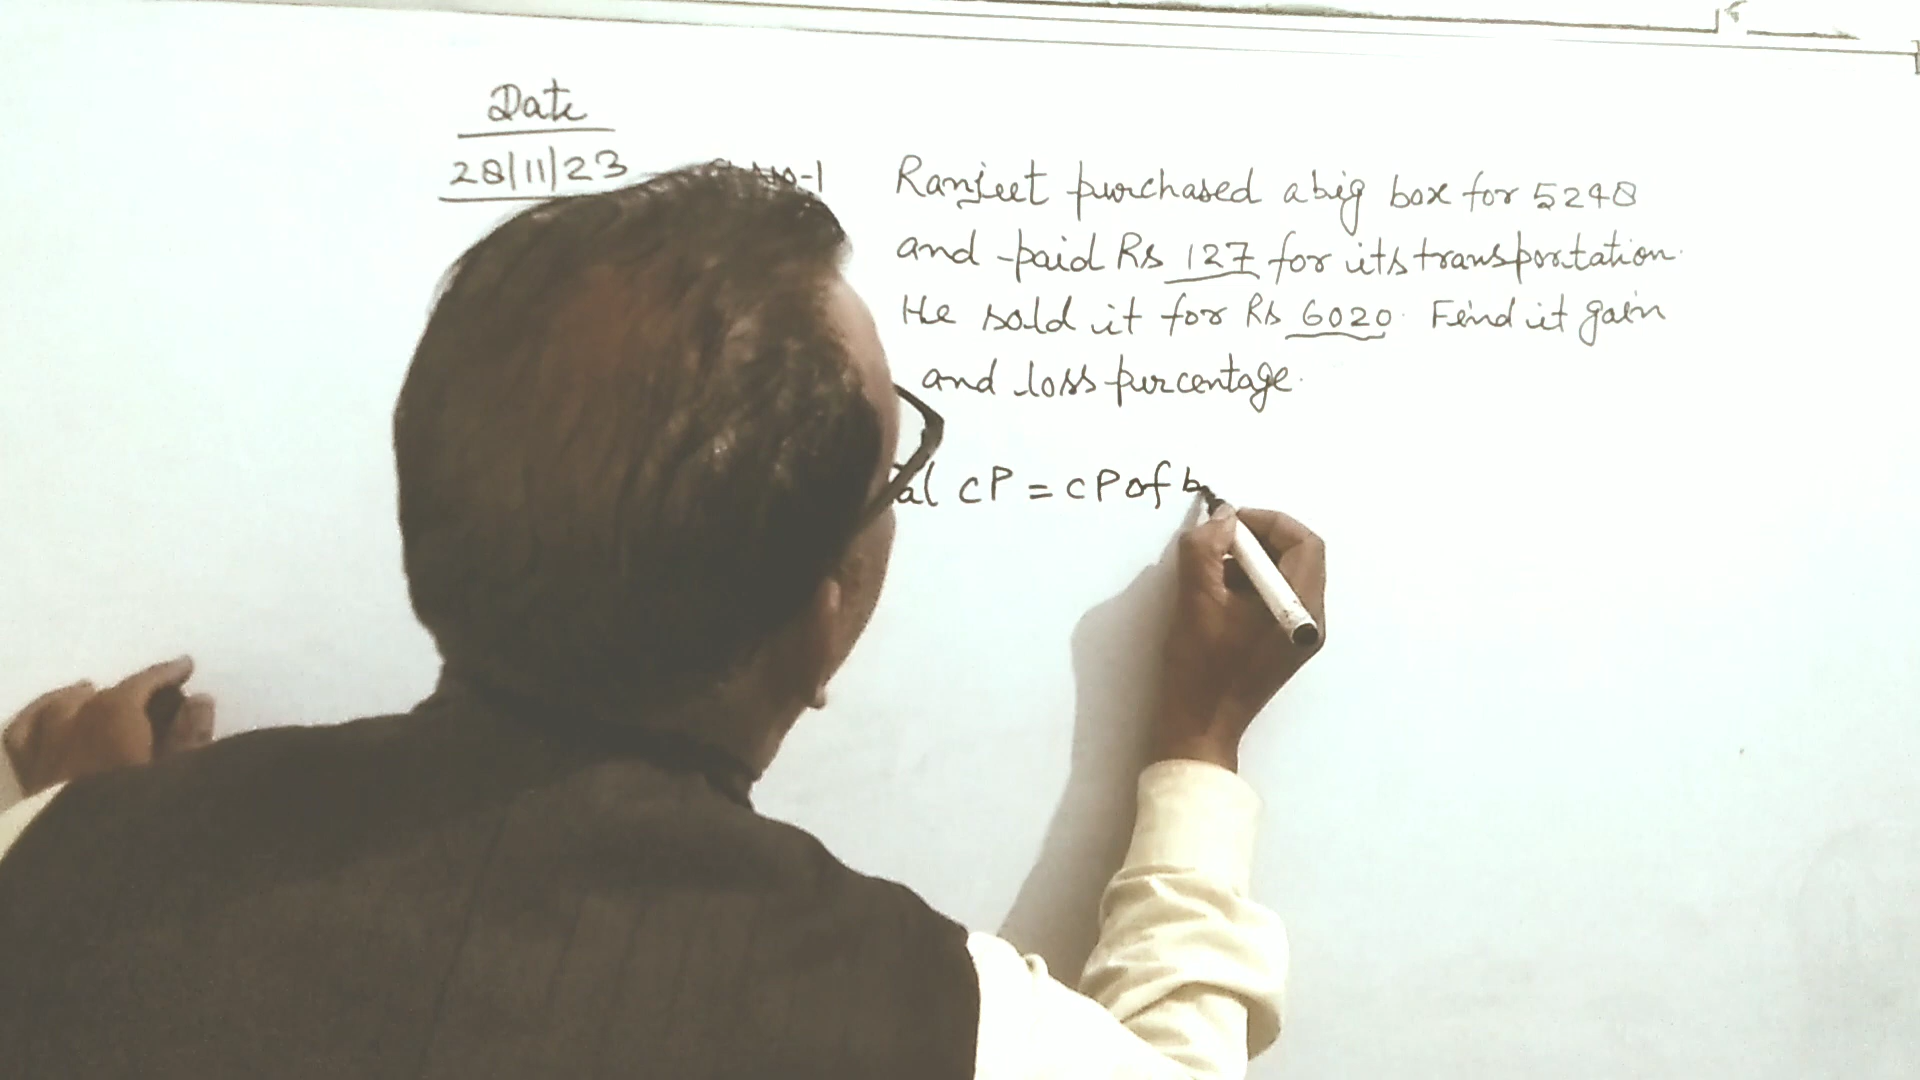 Date
28/11/23
Ranjeet purchased a big box for 5248
and paid Rs 127 for its transportation.
He sold it for Rs 6020. Find it gain
and loss percentage.
CP = CP of